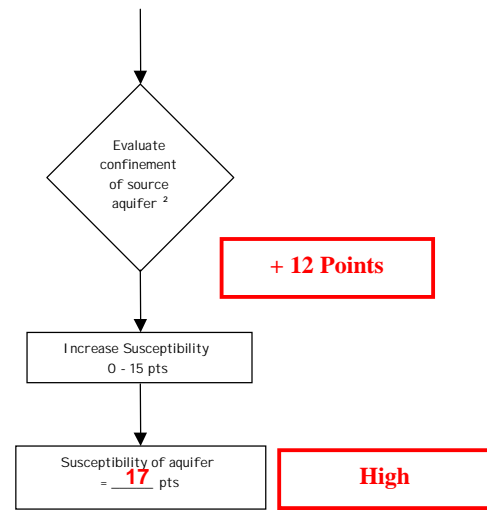 Evaluate
confinement
of source
aquifer ²
+ 12 Points
Increase Susceptibility
0 - 15 pts
Susceptibility of aquifer
= 17 pts
High